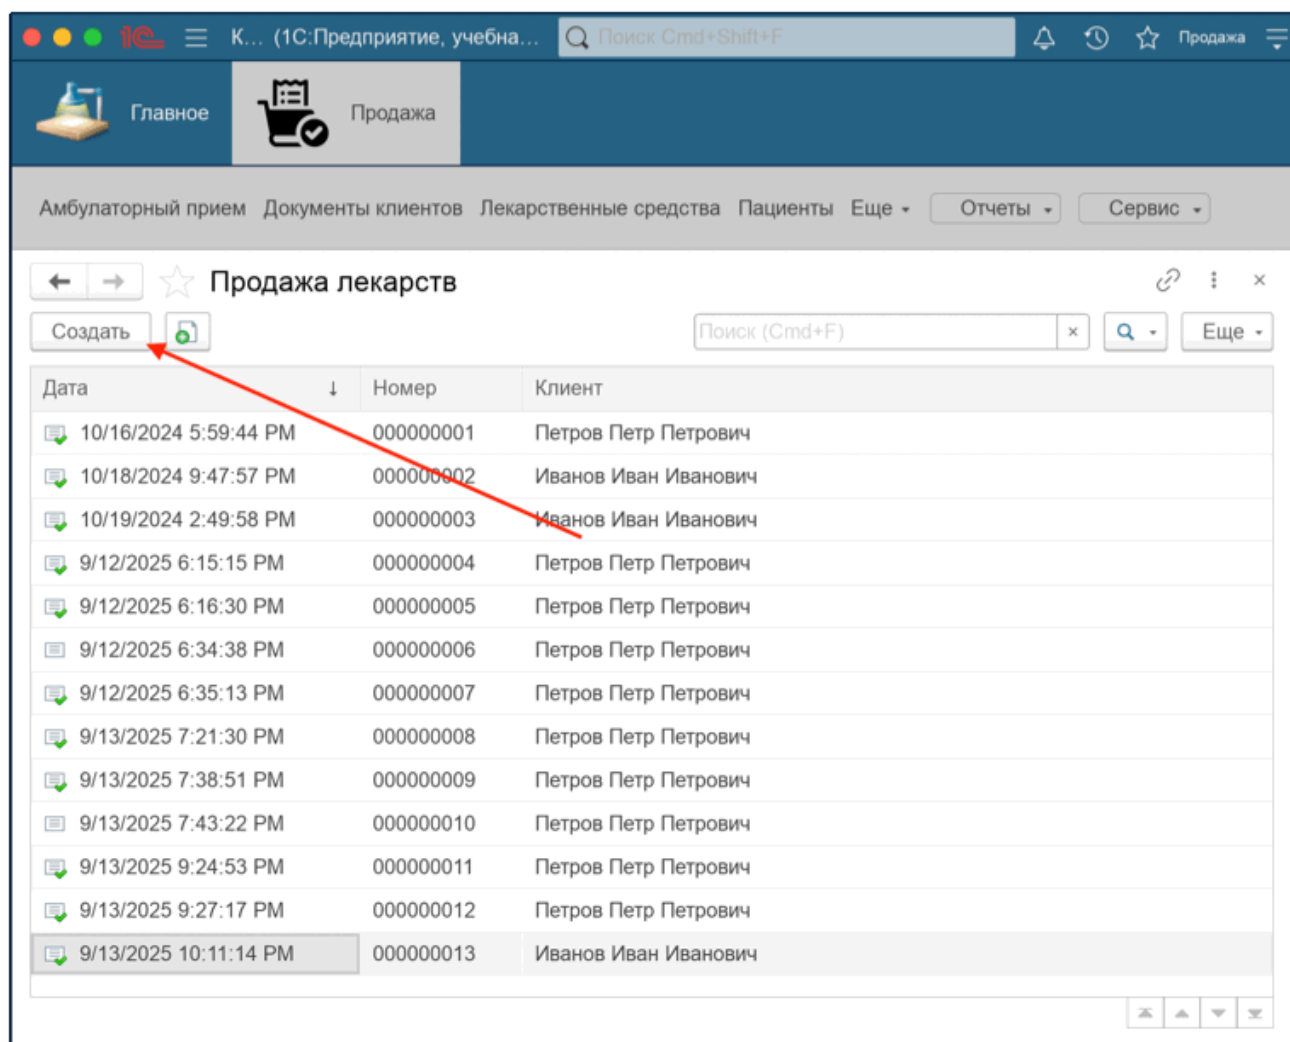 1С К... (1С:Предприятие, учебна... Поиск Cmd+Shift+F Продажа
Главное Продажа
Амбулаторный прием Документы клиентов Лекарственные средства Пациенты Еще Отчеты Сервис
Продажа лекарств
Создать Поиск (Cmd+F) × Еще
Дата ↓ Номер Клиент
10/16/2024 5:59:44 PM 000000001 Петров Петр Петрович
10/18/2024 9:47:57 PM 000000002 Иванов Иван Иванович
10/19/2024 2:49:58 PM 000000003 Иванов Иван Иванович
9/12/2025 6:15:15 PM 000000004 Петров Петр Петрович
9/12/2025 6:16:30 PM 000000005 Петров Петр Петрович
9/12/2025 6:34:38 PM 000000006 Петров Петр Петрович
9/12/2025 6:35:13 PM 000000007 Петров Петр Петрович
9/13/2025 7:21:30 PM 000000008 Петров Петр Петрович
9/13/2025 7:38:51 PM 000000009 Петров Петр Петрович
9/13/2025 7:43:22 PM 000000010 Петров Петр Петрович
9/13/2025 9:24:53 PM 000000011 Петров Петр Петрович
9/13/2025 9:27:17 PM 000000012 Петров Петр Петрович
9/13/2025 10:11:14 PM 000000013 Иванов Иван Иванович